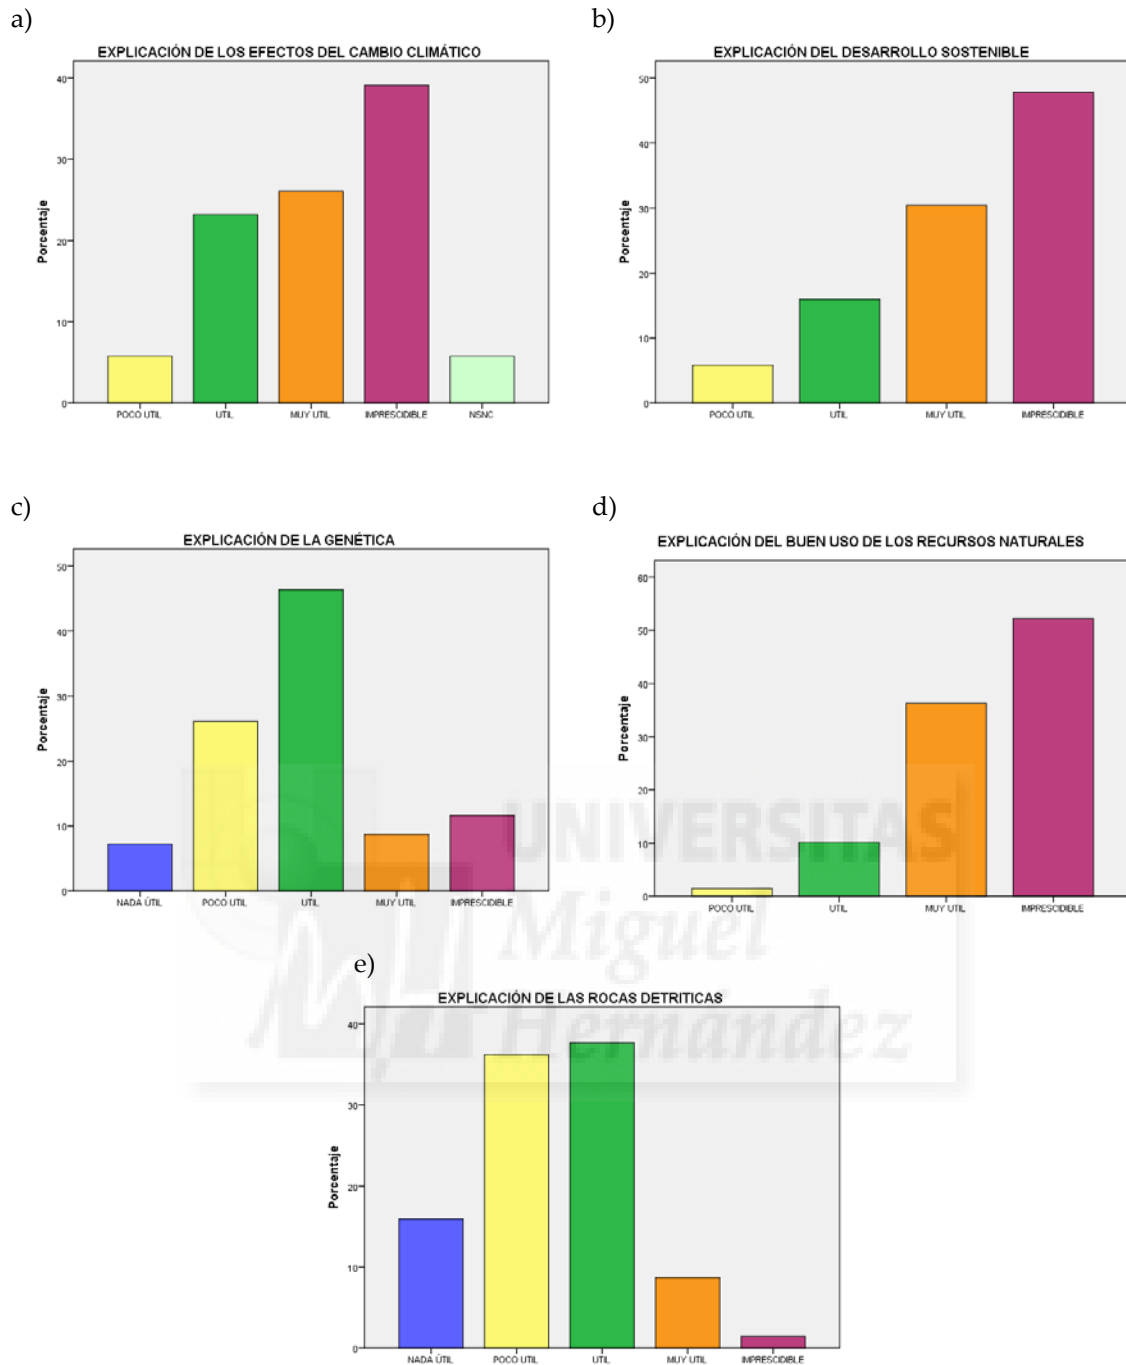 a)
EXPLICACIÓN DE LOS EFECTOS DEL CAMBIO CLIMÁTICO
Porcentaje
40
30
20
10
0
POCO UTIL UTIL MUY UTIL IMPRESCIDIBLE NSNC
b)
EXPLICACIÓN DEL DESARROLLO SOSTENIBLE
Porcentaje
50
40
30
20
10
0
POCO UTIL UTIL MUY UTIL IMPRESCIDIBLE
c)
EXPLICACIÓN DE LA GENÉTICA
Porcentaje
50
40
30
20
10
0
NADA ÚTIL POCO UTIL UTIL MUY UTIL IMPRESCIDIBLE
d)
EXPLICACIÓN DEL BUEN USO DE LOS RECURSOS NATURALES
Porcentaje
60
50
40
30
20
10
0
POCO UTIL UTIL MUY UTIL IMPRESCIDIBLE
UNIVERSITAS
Miguel
Hernández
e)
EXPLICACIÓN DE LAS ROCAS DETRITICAS
Porcentaje
40
30
20
10
0
NADA ÚTIL POCO UTIL UTIL MUY UTIL IMPRESCIDIBLE